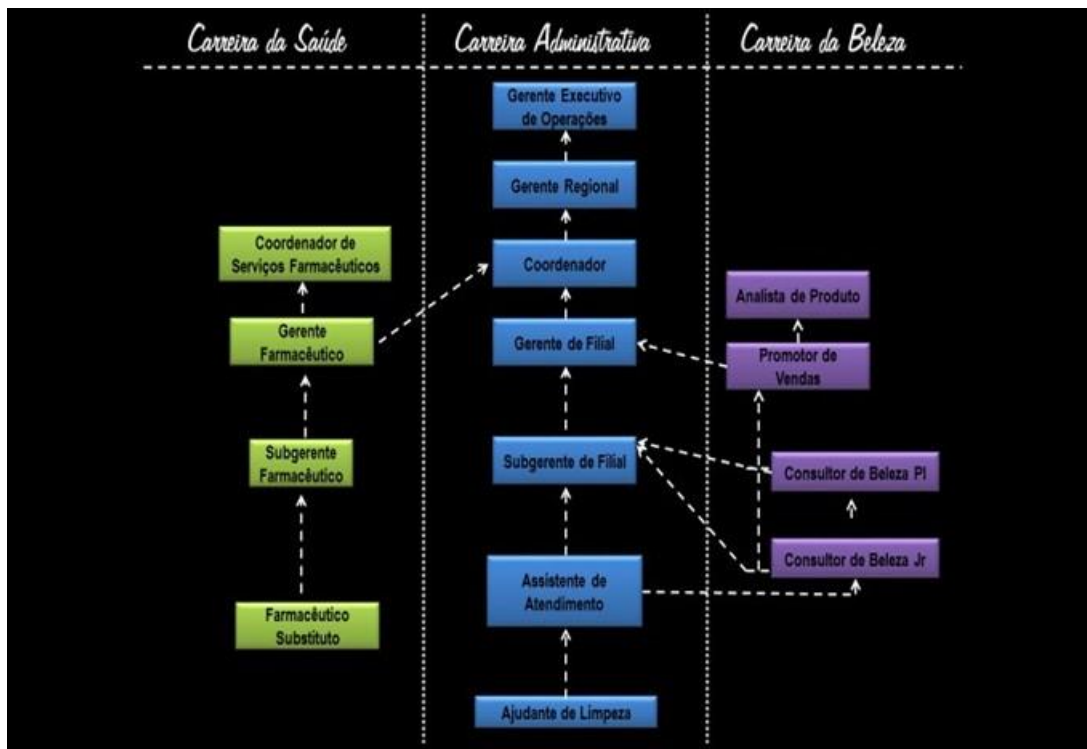 Carreira da Saúde
Carreira Administrativa
Carreira da Beleza
Gerente Executivo
de Operações
Gerente Regional
Coordenador de
Serviços Farmacêuticos
Coordenador
Analista de Produto
Gerente
Farmacêutico
Gerente de Filial
Promotor de
Vendas
Subgerente
Farmacêutico
Subgerente de Filial
Consultor de Beleza Pl
Consultor de Beleza Jr
Assistente de
Atendimento
Farmacêutico
Substituto
Ajudante de Limpeza